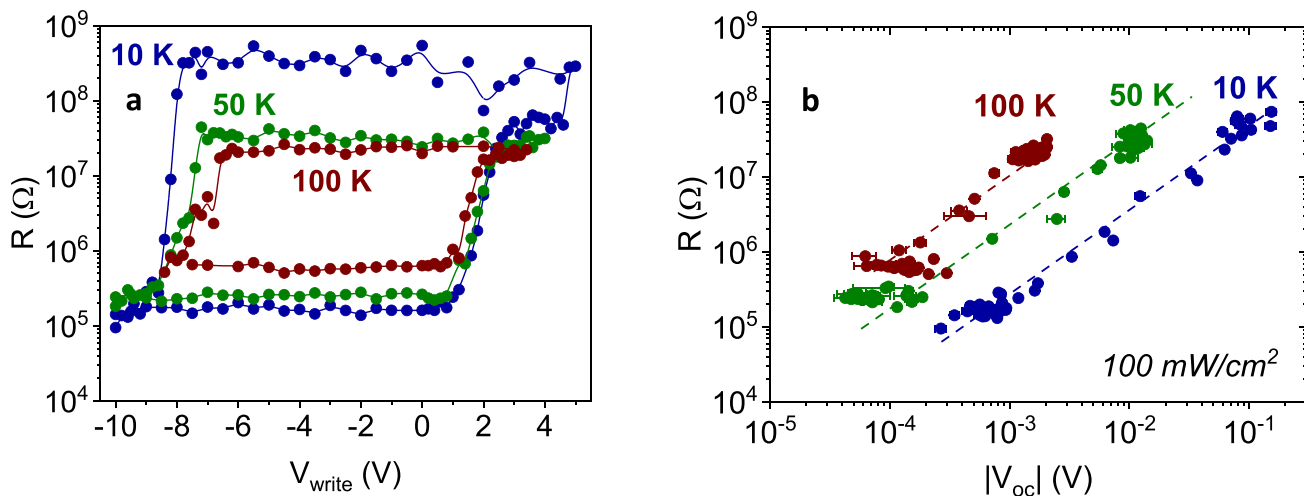 10⁹
10⁸
10⁷
10⁶
10⁵
10⁴
R (Ω)
10 K
a
50 K
100 K
-10 -8 -6 -4 -2 0 2 4
V_write (V)
10⁹
10⁸
10⁷
10⁶
10⁵
10⁴
R (Ω)
b
100 K
50 K
10 K
100 mW/cm²
10⁻⁵ 10⁻⁴ 10⁻³ 10⁻² 10⁻¹
|V_oc| (V)